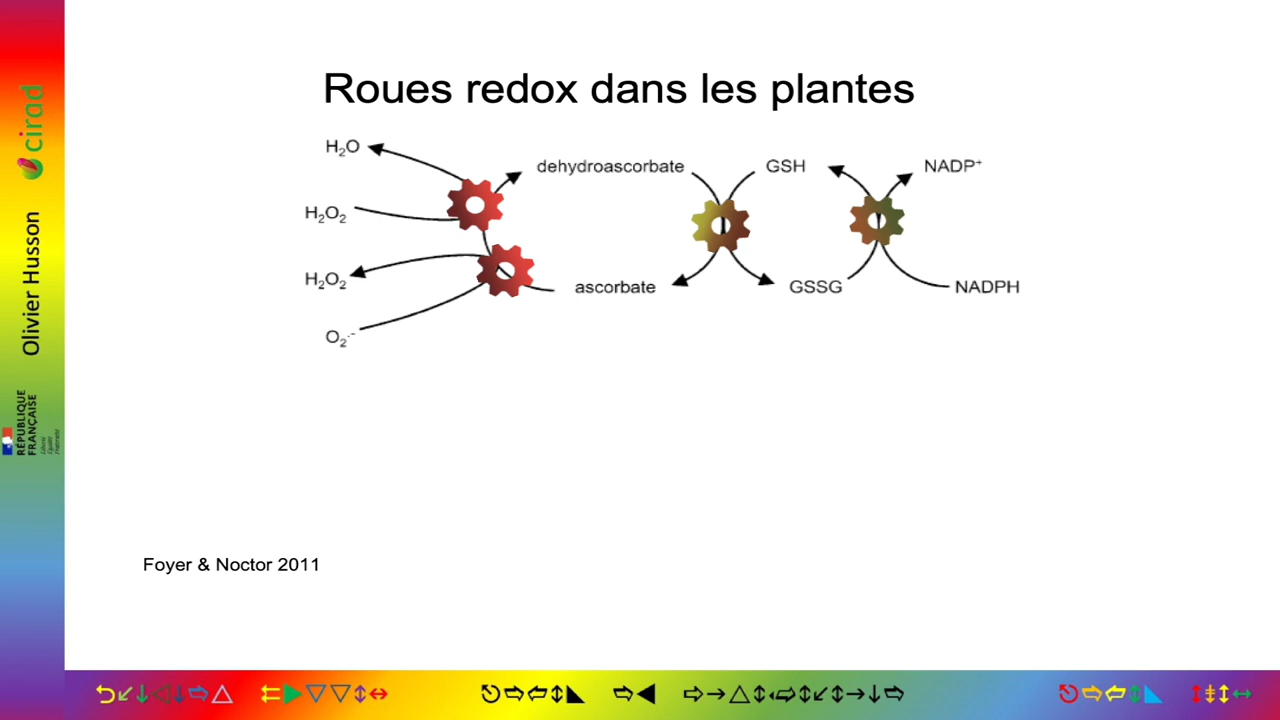 Roues redox dans les plantes
H₂O
dehydroascorbate
GSH
NADP⁺
H₂O₂
H₂O₂
ascorbate
GSSG
NADPH
O₂·⁻
Foyer & Noctor 2011
cirad
Olivier Husson
RÉPUBLIQUE
FRANÇAISE